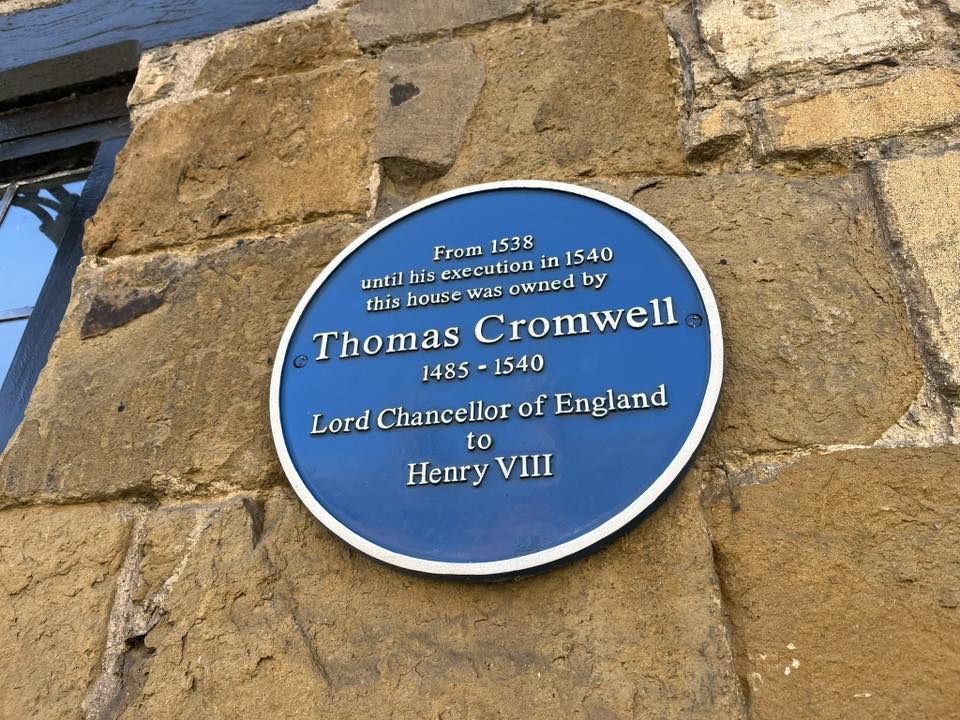 From 1538
until his execution in 1540
this house was owned by
Thomas Cromwell
1485 - 1540
Lord Chancellor of England
to
Henry VIII